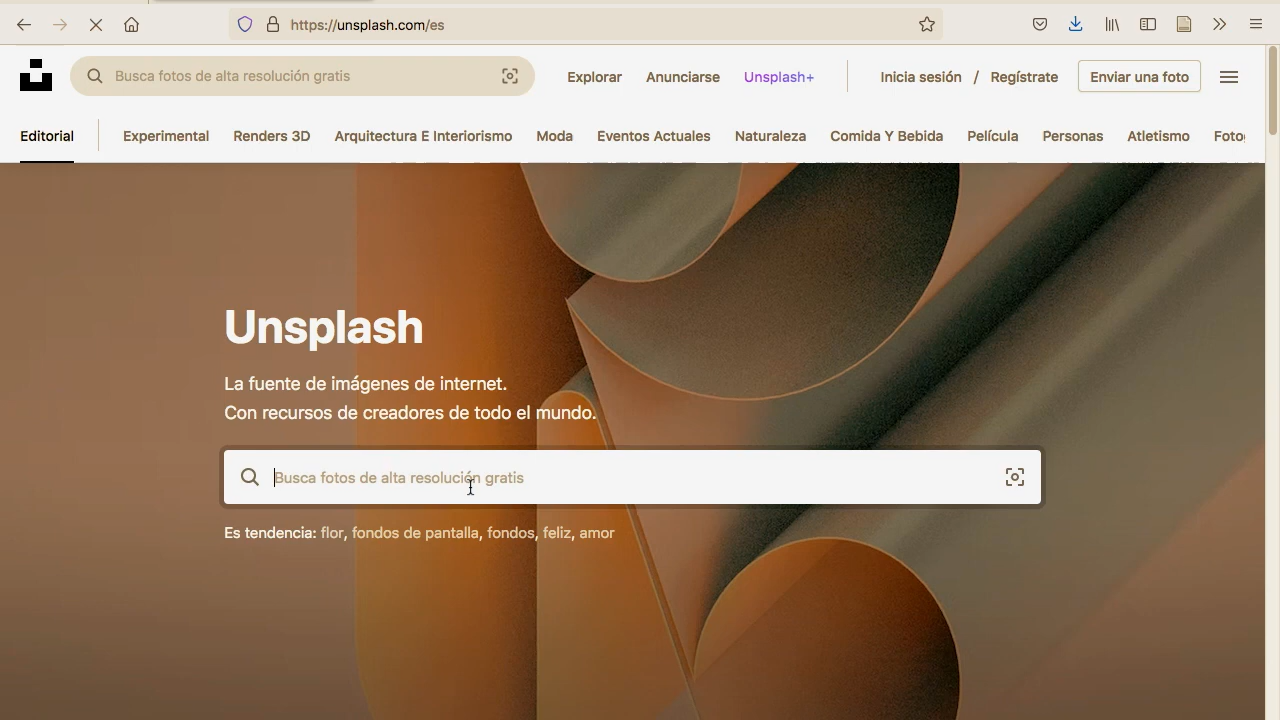 https://unsplash.com/es
Busca fotos de alta resolución gratis
Explorar Anunciarse Unsplash+ Inicia sesión / Regístrate Enviar una foto
Editorial Experimental Renders 3D Arquitectura E Interiorismo Moda Eventos Actuales Naturaleza Comida Y Bebida Película Personas Atletismo
Unsplash
La fuente de imágenes de internet.
Con recursos de creadores de todo el mundo.
Busca fotos de alta resolución gratis
Es tendencia: flor, fondos de pantalla, fondos, feliz, amor